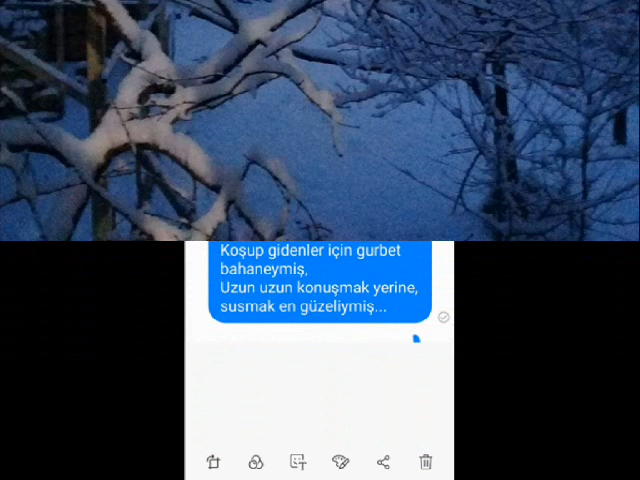 Koşup gidenler için gurbet
bahaneymiş,
Uzun uzun konuşmak yerine,
susmak en güzeliymiş...